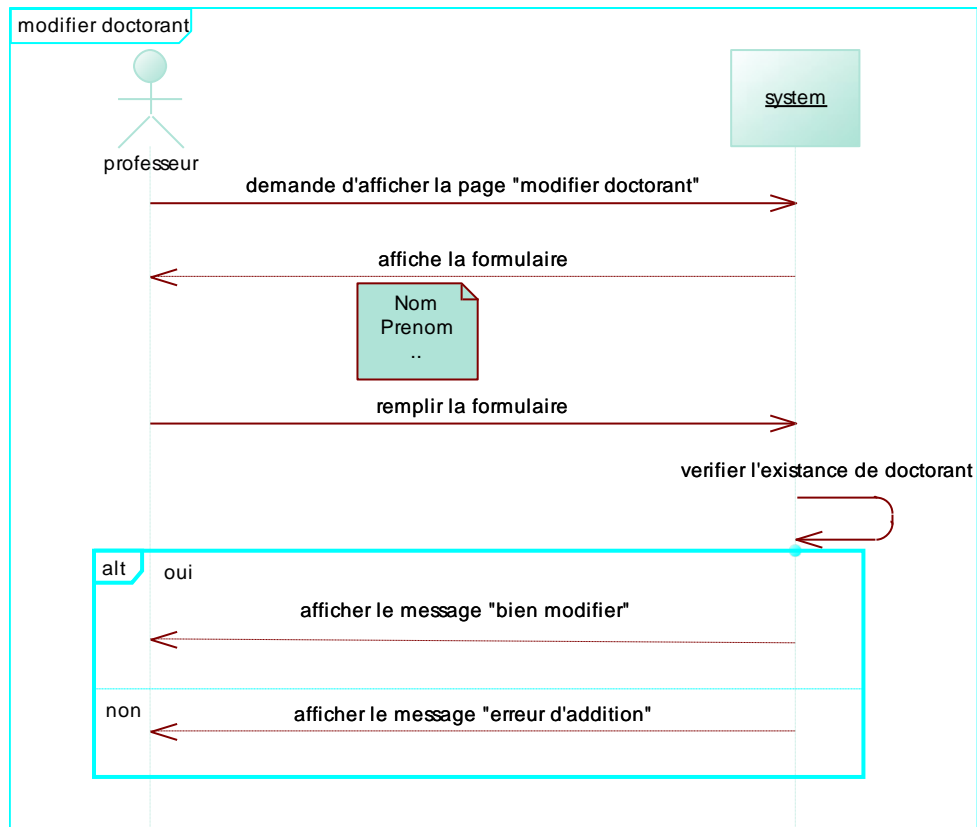 modifier doctorant
system
professeur
demande d'afficher la page "modifier doctorant"
affiche la formulaire
Nom
Prenom
..
remplir la formulaire
verifier l'existance de doctorant
alt
oui
afficher le message "bien modifier"
non
afficher le message "erreur d'addition"